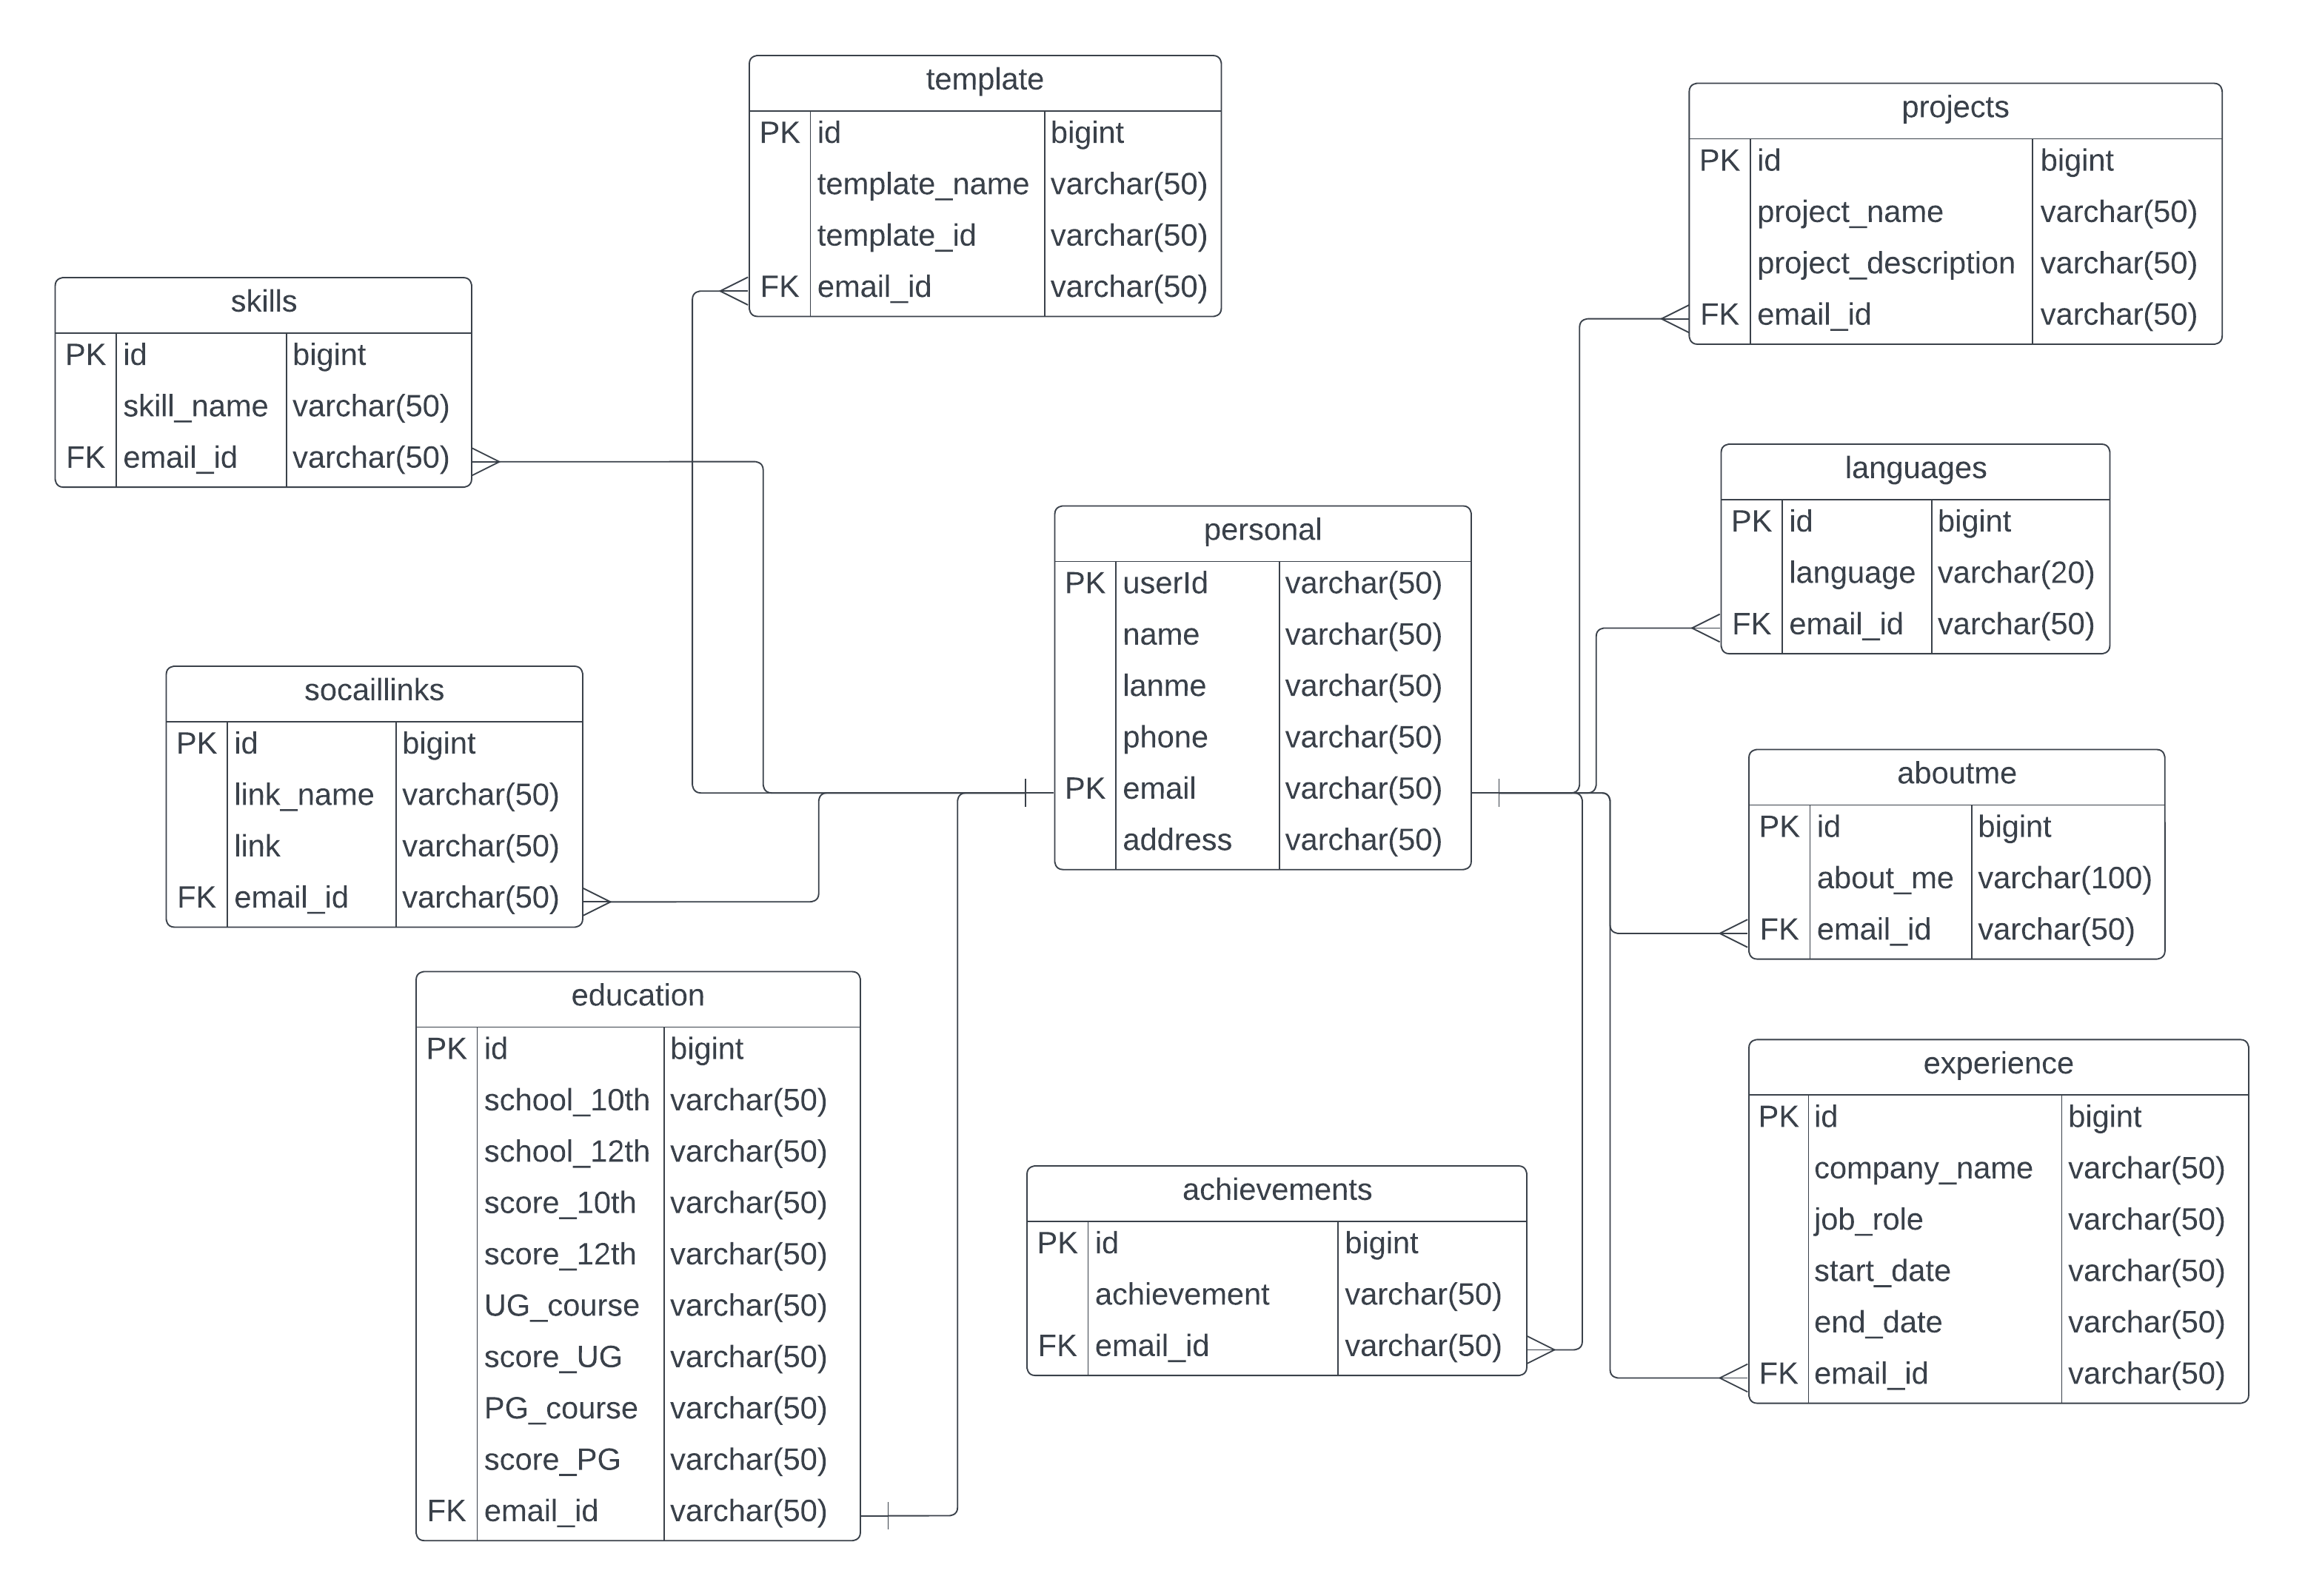 template
PK id bigint
template_name varchar(50)
template_id varchar(50)
FK email_id varchar(50)
projects
PK id bigint
project_name varchar(50)
project_description varchar(50)
FK email_id varchar(50)
skills
PK id bigint
skill_name varchar(50)
FK email_id varchar(50)
languages
PK id bigint
language varchar(20)
FK email_id varchar(50)
personal
PK userId varchar(50)
name varchar(50)
lanme varchar(50)
phone varchar(50)
PK email varchar(50)
address varchar(50)
socaillinks
PK id bigint
link_name varchar(50)
link varchar(50)
FK email_id varchar(50)
aboutme
PK id bigint
about_me varchar(100)
FK email_id varchar(50)
education
PK id bigint
school_10th varchar(50)
school_12th varchar(50)
score_10th varchar(50)
score_12th varchar(50)
UG_course varchar(50)
score_UG varchar(50)
PG_course varchar(50)
score_PG varchar(50)
FK email_id varchar(50)
achievements
PK id bigint
achievement varchar(50)
FK email_id varchar(50)
experience
PK id bigint
company_name varchar(50)
job_role varchar(50)
start_date varchar(50)
end_date varchar(50)
FK email_id varchar(50)